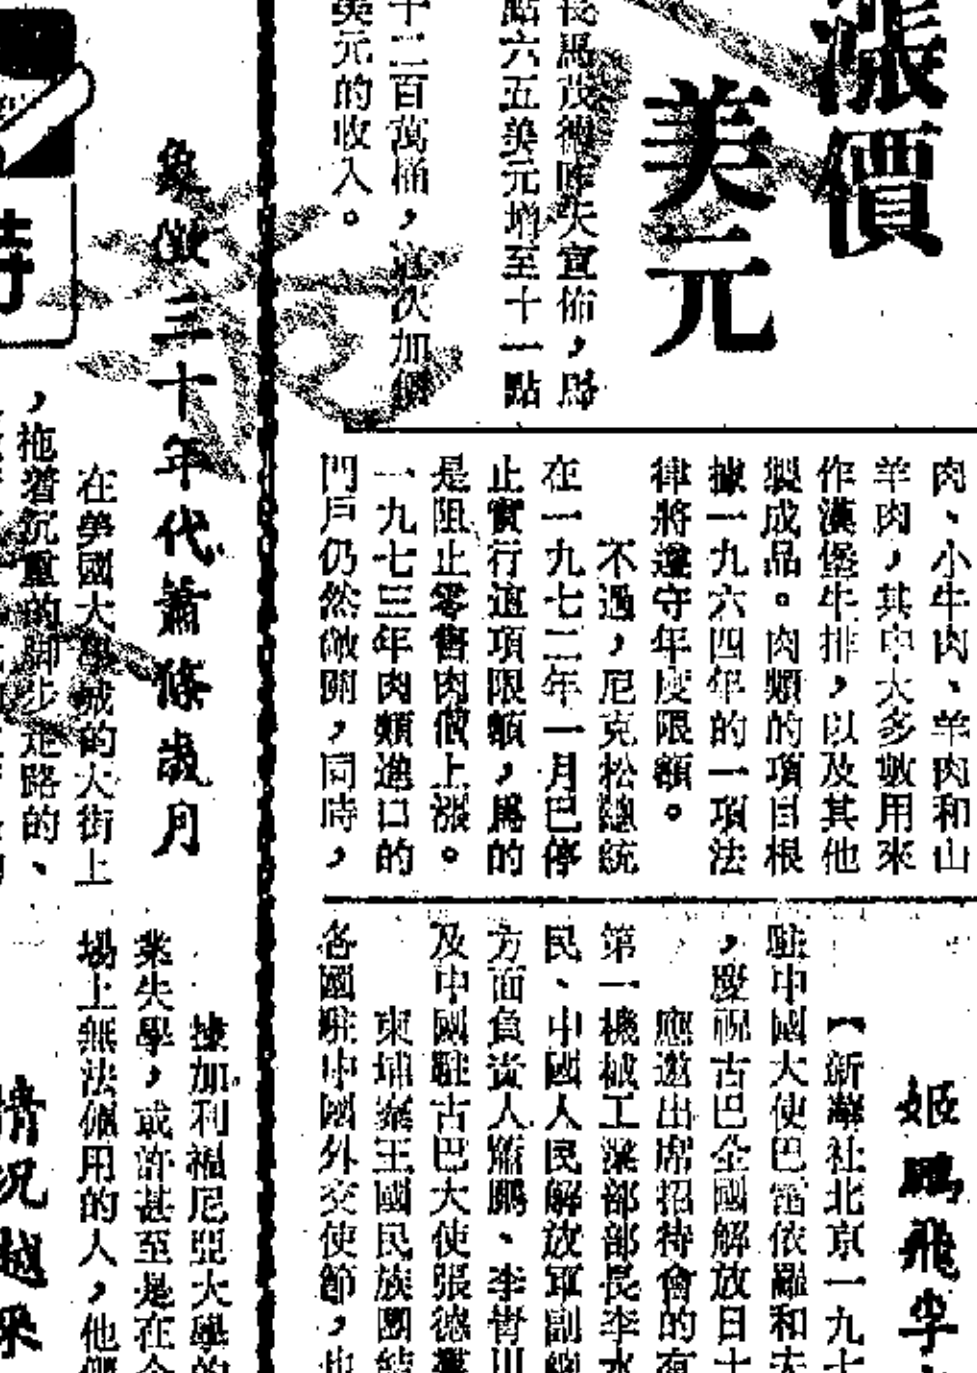 漲價
美元
長馬茂德昨天宣佈，
點六五美元增至十一點
十二百萬桶，這次加價
美元的收入。
肉、小牛肉、羊肉和山
羊肉，其中大多數用來
作漢堡牛排，以及其他
製成品。肉類的項目根
據一九六四年的一項法
律將遵守年度限額。
不過，尼克松總統
在一九七二年一月已停
止實行這項限額，爲的
是阻止零售肉價上漲。
一九七三年肉類進口的
門戶仍然敞開，同時，
姬鵬飛李
【新華社北京一九七
駐中國大使巴雷依羅和夫
，慶祝古巴全國解放日十
應邀出席招待會的有
第一機械工業部部長李水
民、中國人民解放軍副總
方面負責人 鵬、李青川
及中國駐古巴大使張德羣
柬埔寨王國民族團結
各國駐中國外交使節，也
象徵三十年代蕭條歲月
在美國大學城的大街上
，拖着沉重的脚步走路的、
據加利福尼亞大學的
業失學，或許甚至是在
場上無法僱用的人，他們
情况越來